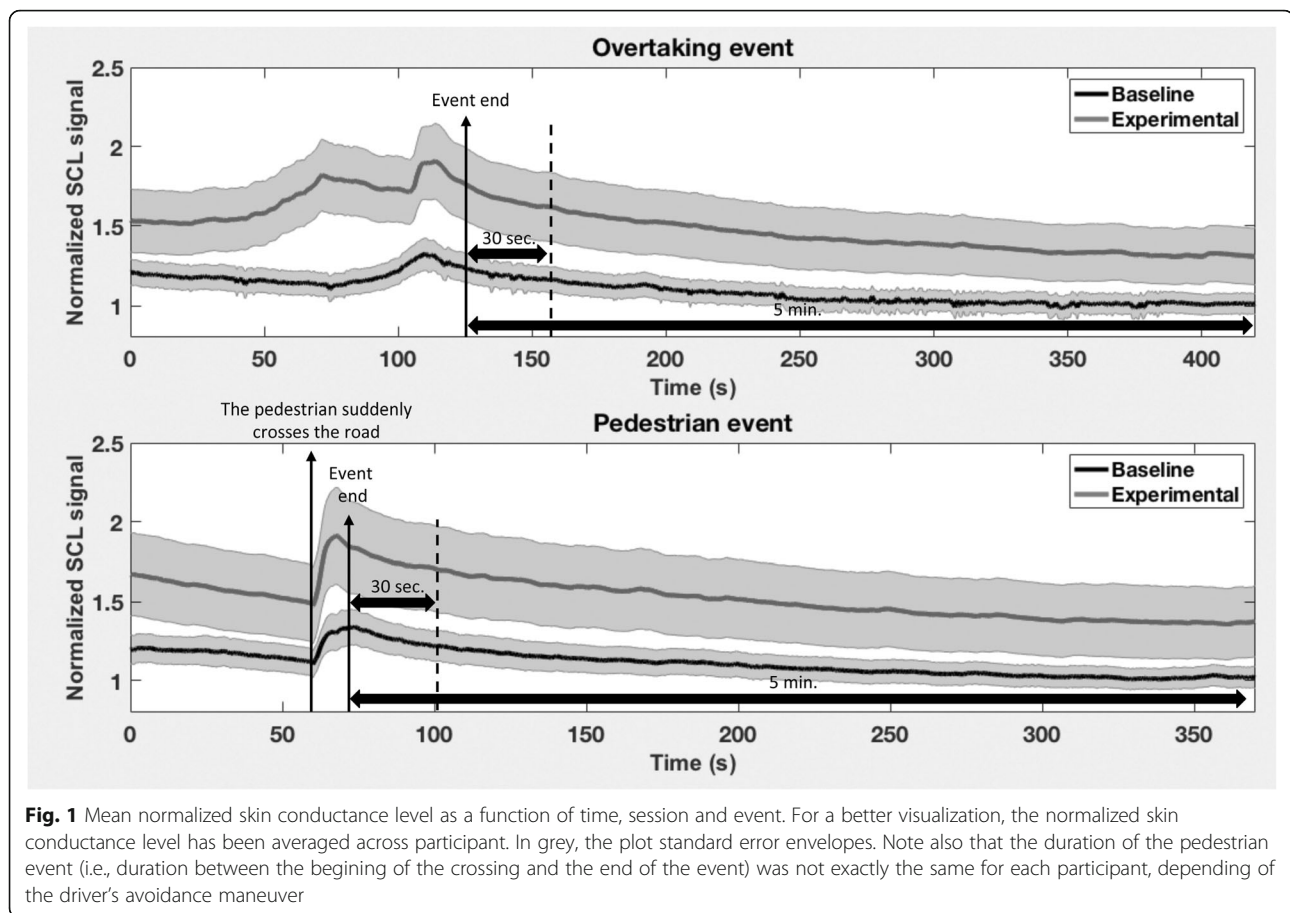 Overtaking event
Normalized SCL signal
2.5
2
1.5
1
Event end
Baseline
Experimental
30 sec.
5 min.
0 50 100 150 200 250 300 350 400
Time (s)
The pedestrian suddenly
crosses the road
Pedestrian event
Normalized SCL signal
2.5
2
1.5
1
Event
end
Baseline
Experimental
30 sec.
5 min.
0 50 100 150 200 250 300 350
Time (s)
Fig. 1 Mean normalized skin conductance level as a function of time, session and event. For a better visualization, the normalized skin
conductance level has been averaged across participant. In grey, the plot standard error envelopes. Note also that the duration of the pedestrian
event (i.e., duration between the begining of the crossing and the end of the event) was not exactly the same for each participant, depending of
the driver's avoidance maneuver